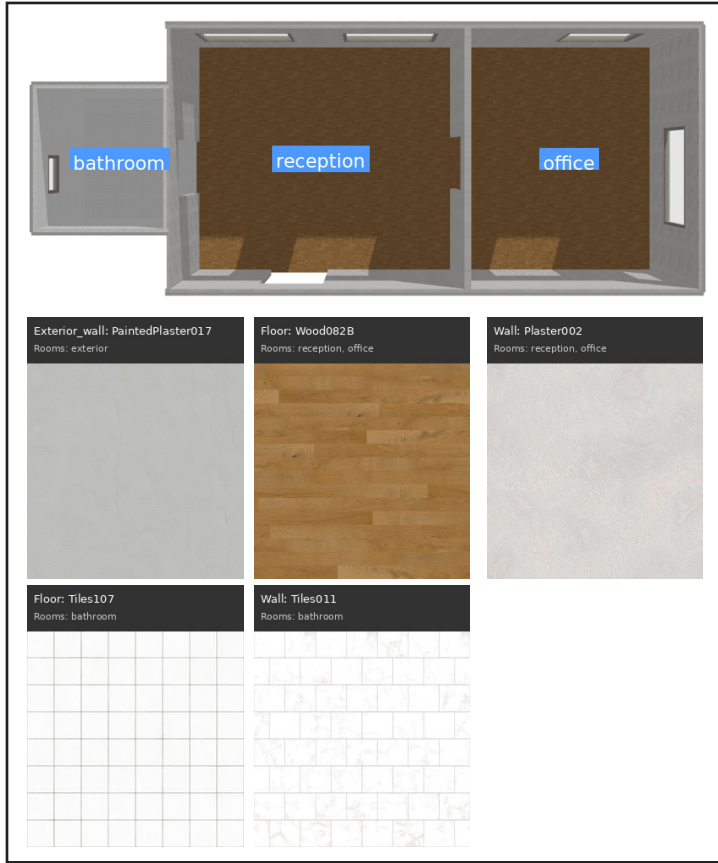 bathroom
reception
office
Exterior_wall: PaintedPlaster017
Rooms: exterior
Floor: Wood082B
Rooms: reception, office
Wall: Plaster002
Rooms: reception, office
Floor: Tiles107
Rooms: bathroom
Wall: Tiles011
Rooms: bathroom